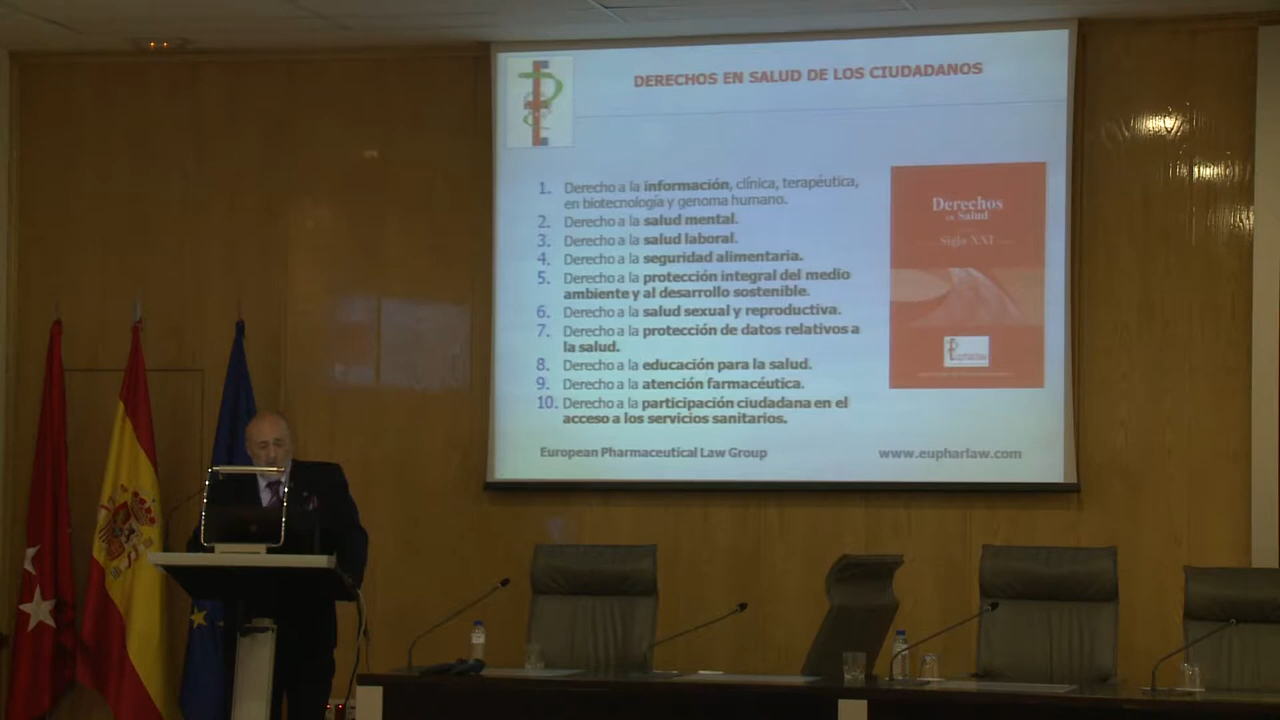 DERECHOS EN SALUD DE LOS CIUDADANOS
1. Derecho a la información, clínica, terapéutica,
en biotecnología y genoma humano.
2. Derecho a la salud mental.
3. Derecho a la salud laboral.
4. Derecho a la seguridad alimentaria.
5. Derecho a la protección integral del medio
ambiente y al desarrollo sostenible.
6. Derecho a la salud sexual y reproductiva.
7. Derecho a la protección de datos relativos a
la salud.
8. Derecho a la educación para la salud.
9. Derecho a la atención farmacéutica.
10. Derecho a la participación ciudadana en el
acceso a los servicios sanitarios.
Derechos
en Salud
Siglo XXI
Eupharlaw
European Pharmaceutical Law Group
www.eupharlaw.com